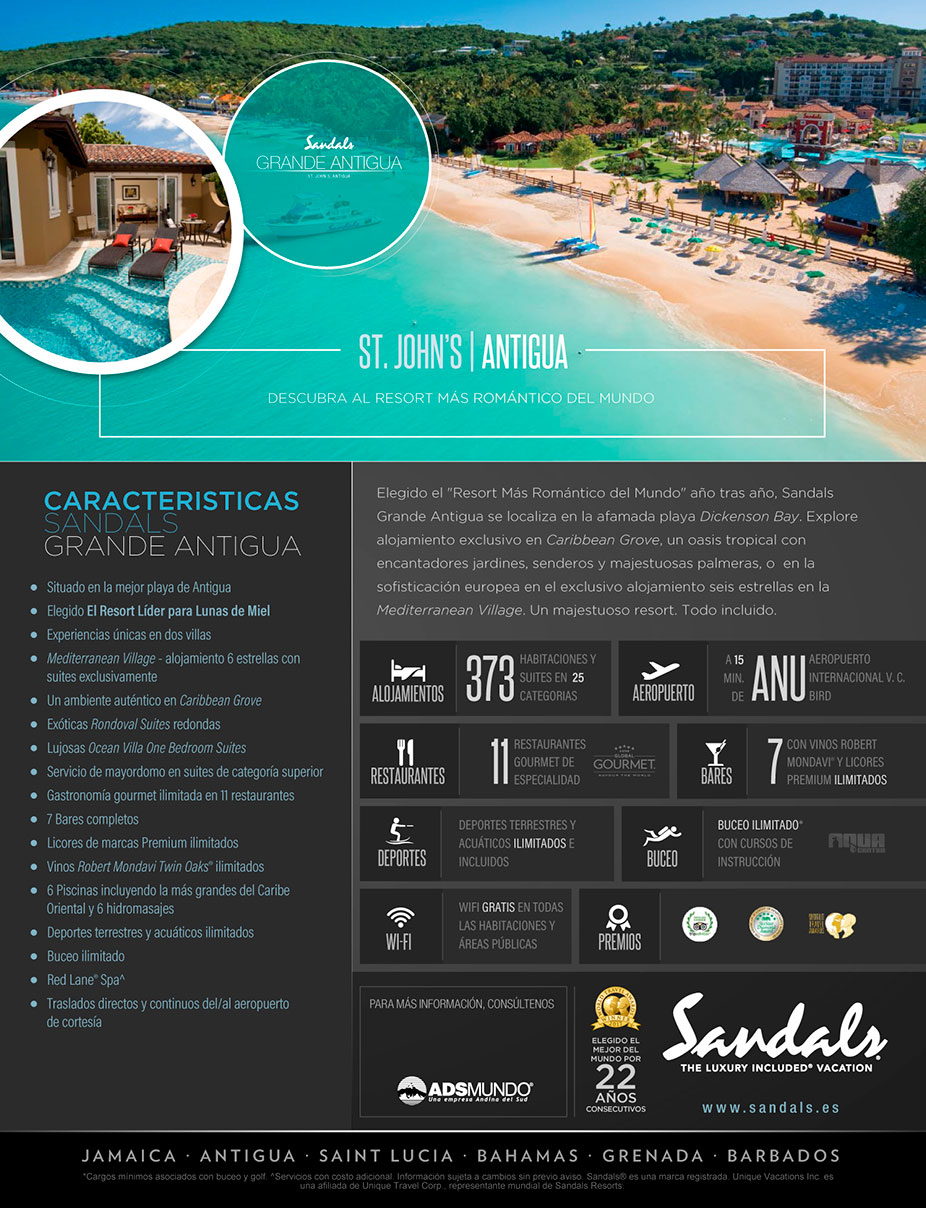 Sandals
GRANDE ANTIGUA
ST. JOHN'S, ANTIGUA
Sandals
ST. JOHN'S | ANTIGUA
DESCUBRA AL RESORT MÁS ROMÁNTICO DEL MUNDO
CARACTERISTICAS
SANDALS
GRANDE ANTIGUA
● Situado en la mejor playa de Antigua
● Elegido El Resort Líder para Lunas de Miel
● Experiencias únicas en dos villas
● Mediterranean Village - alojamiento 6 estrellas con
suites exclusivamente
● Un ambiente auténtico en Caribbean Grove
● Exóticas Rondoval Suites redondas
● Lujosas Ocean Villa One Bedroom Suites
● Servicio de mayordomo en suites de categoría superior
● Gastronomía gourmet ilimitada en 11 restaurantes
● 7 Bares completos
● Licores de marcas Premium ilimitados
● Vinos Robert Mondavi Twin Oaks® ilimitados
● 6 Piscinas incluyendo la más grandes del Caribe
Oriental y 6 hidromasajes
● Deportes terrestres y acuáticos ilimitados
● Buceo ilimitado
● Red Lane® Spa^
● Traslados directos y continuos del/al aeropuerto
de cortesía
Elegido el "Resort Más Romántico del Mundo" año tras año, Sandals
Grande Antigua se localiza en la afamada playa Dickenson Bay. Explore
alojamiento exclusivo en Caribbean Grove, un oasis tropical con
encantadores jardines, senderos y majestuosas palmeras, o en la
sofisticación europea en el exclusivo alojamiento seis estrellas en la
Mediterranean Village. Un majestuoso resort. Todo incluido.
ALOJAMIENTOS
373
HABITACIONES Y
SUITES EN 25
CATEGORIAS
AEROPUERTO
A 15
MIN.
DE
ANU
AEROPUERTO
INTERNACIONAL V. C.
BIRD
RESTAURANTES
11
RESTAURANTES
GOURMET DE
ESPECIALIDAD
GLOBAL
GOURMET
BARES
7
CON VINOS ROBERT
MONDAVI® Y LICORES
PREMIUM ILIMITADOS
DEPORTES
DEPORTES TERRESTRES Y
ACUÁTICOS ILIMITADOS E
INCLUIDOS
BUCEO
BUCEO ILIMITADO*
CON CURSOS DE
INSTRUCCIÓN
AQUA
CENTER
WI-FI
WIFI GRATIS EN TODAS
LAS HABITACIONES Y
ÁREAS PÚBLICAS
PREMIOS
PARA MÁS INFORMACIÓN, CONSÚLTENOS
ADSMUNDO®
Una empresa Andina del Sud
WINNER
2017
ELEGIDO EL
MEJOR DEL
MUNDO POR
22
AÑOS
CONSECUTIVOS
Sandals®
THE LUXURY INCLUDED® VACATION
www.sandals.es
JAMAICA · ANTIGUA · SAINT LUCIA · BAHAMAS · GRENADA · BARBADOS
*Cargos mínimos asociados con buceo y golf. ^Servicios con costo adicional. Información sujeta a cambios sin previo aviso. Sandals® es una marca registrada. Unique Vacations Inc. es
una afiliada de Unique Travel Corp., representante mundial de Sandals Resorts.